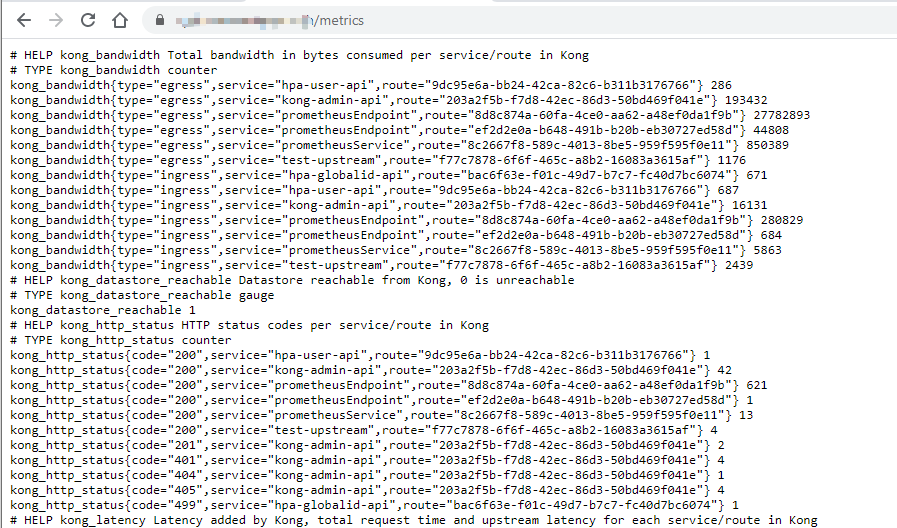 h/metrics
# HELP kong_bandwidth Total bandwidth in bytes consumed per service/route in Kong
# TYPE kong_bandwidth counter
kong_bandwidth{type="egress",service="hpa-user-api",route="9dc95e6a-bb24-42ca-82c6-b311b3176766"} 286
kong_bandwidth{type="egress",service="kong-admin-api",route="203a2f5b-f7d8-42ec-86d3-50bd469f041e"} 193432
kong_bandwidth{type="egress",service="prometheusEndpoint",route="8d8c874a-60fa-4ce0-aa62-a48ef0da1f9b"} 27782893
kong_bandwidth{type="egress",service="prometheusEndpoint",route="ef2d2e0a-b648-491b-b20b-eb30727ed58d"} 44808
kong_bandwidth{type="egress",service="prometheusService",route="8c2667f8-589c-4013-8be5-959f595f0e11"} 850389
kong_bandwidth{type="egress",service="test-upstream",route="f77c7878-6f6f-465c-a8b2-16083a3615af"} 1176
kong_bandwidth{type="ingress",service="hpa-globalid-api",route="bac6f63e-f01c-49d7-b7c7-fc40d7bc6074"} 671
kong_bandwidth{type="ingress",service="hpa-user-api",route="9dc95e6a-bb24-42ca-82c6-b311b3176766"} 687
kong_bandwidth{type="ingress",service="kong-admin-api",route="203a2f5b-f7d8-42ec-86d3-50bd469f041e"} 16131
kong_bandwidth{type="ingress",service="prometheusEndpoint",route="8d8c874a-60fa-4ce0-aa62-a48ef0da1f9b"} 280829
kong_bandwidth{type="ingress",service="prometheusEndpoint",route="ef2d2e0a-b648-491b-b20b-eb30727ed58d"} 684
kong_bandwidth{type="ingress",service="prometheusService",route="8c2667f8-589c-4013-8be5-959f595f0e11"} 5863
kong_bandwidth{type="ingress",service="test-upstream",route="f77c7878-6f6f-465c-a8b2-16083a3615af"} 2439
# HELP kong_datastore_reachable Datastore reachable from Kong, 0 is unreachable
# TYPE kong_datastore_reachable gauge
kong_datastore_reachable 1
# HELP kong_http_status HTTP status codes per service/route in Kong
# TYPE kong_http_status counter
kong_http_status{code="200",service="hpa-user-api",route="9dc95e6a-bb24-42ca-82c6-b311b3176766"} 1
kong_http_status{code="200",service="kong-admin-api",route="203a2f5b-f7d8-42ec-86d3-50bd469f041e"} 42
kong_http_status{code="200",service="prometheusEndpoint",route="8d8c874a-60fa-4ce0-aa62-a48ef0da1f9b"} 621
kong_http_status{code="200",service="prometheusEndpoint",route="ef2d2e0a-b648-491b-b20b-eb30727ed58d"} 1
kong_http_status{code="200",service="prometheusService",route="8c2667f8-589c-4013-8be5-959f595f0e11"} 13
kong_http_status{code="200",service="test-upstream",route="f77c7878-6f6f-465c-a8b2-16083a3615af"} 4
kong_http_status{code="201",service="kong-admin-api",route="203a2f5b-f7d8-42ec-86d3-50bd469f041e"} 2
kong_http_status{code="401",service="kong-admin-api",route="203a2f5b-f7d8-42ec-86d3-50bd469f041e"} 4
kong_http_status{code="404",service="kong-admin-api",route="203a2f5b-f7d8-42ec-86d3-50bd469f041e"} 1
kong_http_status{code="405",service="kong-admin-api",route="203a2f5b-f7d8-42ec-86d3-50bd469f041e"} 4
kong_http_status{code="499",service="hpa-globalid-api",route="bac6f63e-f01c-49d7-b7c7-fc40d7bc6074"} 1
# HELP kong_latency Latency added by Kong, total request time and upstream latency for each service/route in Kong